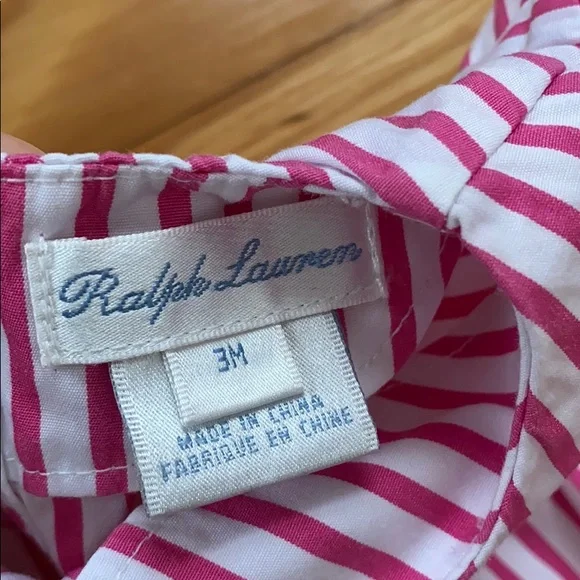 Ralph Lauren
3M
MADE IN CHINA
FABRIQUE EN CHINE